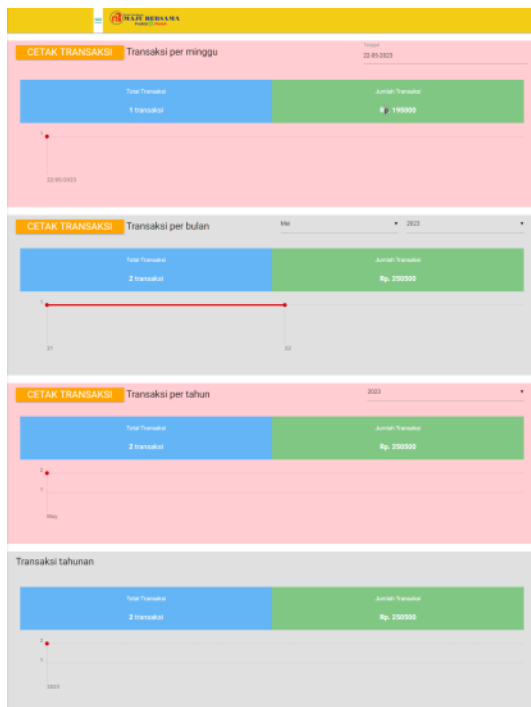 MAJU BERSAMA
CETAK TRANSAKSI Transaksi per minggu
Tanggal
22-05-2023
Total Transaksi
1 transaksi
Jumlah Transaksi
Rp. 195000
1
22/05/2023
CETAK TRANSAKSI Transaksi per bulan
Mei
2023
Total Transaksi
2 transaksi
Jumlah Transaksi
Rp. 250500
1
21
22
CETAK TRANSAKSI Transaksi per tahun
2023
Total Transaksi
2 transaksi
Jumlah Transaksi
Rp. 250500
2
1
May
Transaksi tahunan
Total Transaksi
2 transaksi
Jumlah Transaksi
Rp. 250500
2
1
2023